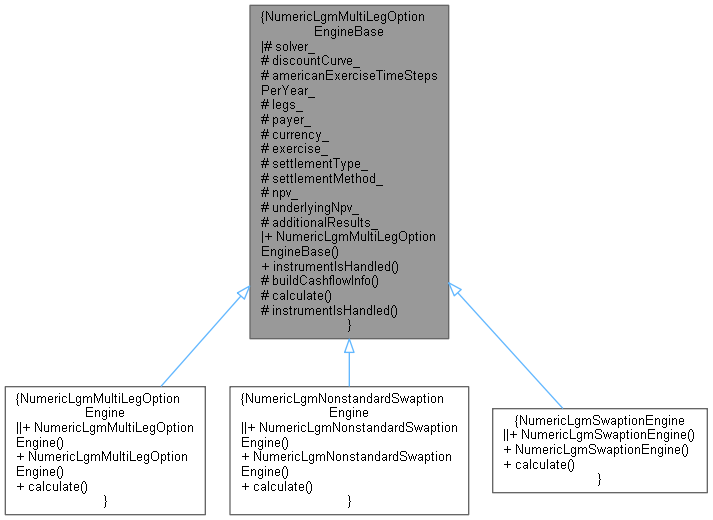 {NumericLgmMultiLegOption
EngineBase
|# solver_
# discountCurve_
# americanExerciseTimeSteps
PerYear_
# legs_
# payer_
# currency_
# exercise_
# settlementType_
# settlementMethod_
# npv_
# underlyingNpv_
# additionalResults_
|+ NumericLgmMultiLegOption
EngineBase()
+ instrumentIsHandled()
# buildCashflowInfo()
# calculate()
# instrumentIsHandled()
}
{NumericLgmMultiLegOption
Engine
||+ NumericLgmMultiLegOption
Engine()
+ NumericLgmMultiLegOption
Engine()
+ calculate()
}
{NumericLgmNonstandardSwaption
Engine
||+ NumericLgmNonstandardSwaption
Engine()
+ NumericLgmNonstandardSwaption
Engine()
+ calculate()
}
{NumericLgmSwaptionEngine
||+ NumericLgmSwaptionEngine()
+ NumericLgmSwaptionEngine()
+ calculate()
}